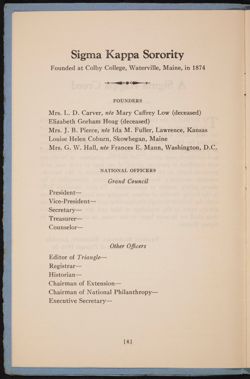 Sigma Kappa Sorority
Founded at Colby College, Waterville, Maine, in 1874
FOUNDERS
Mrs. L. D. Carver, née Mary Caffrey Low (deceased)
Elizabeth Gorham Hoag (deceased)
Mrs. J. B. Pierce, née Ida M. Fuller, Lawrence, Kansas
Louise Helen Coburn, Skowhegan, Maine
Mrs. G. W. Hall, née Frances E. Mann, Washington, D.C.
NATIONAL OFFICERS
Grand Council
President—
Vice-President—
Secretary—
Treasurer—
Counselor—
Other Officers
Editor of Triangle—
Registrar—
Historian—
Chairman of Extension—
Chairman of National Philanthropy—
Executive Secretary—
[8]